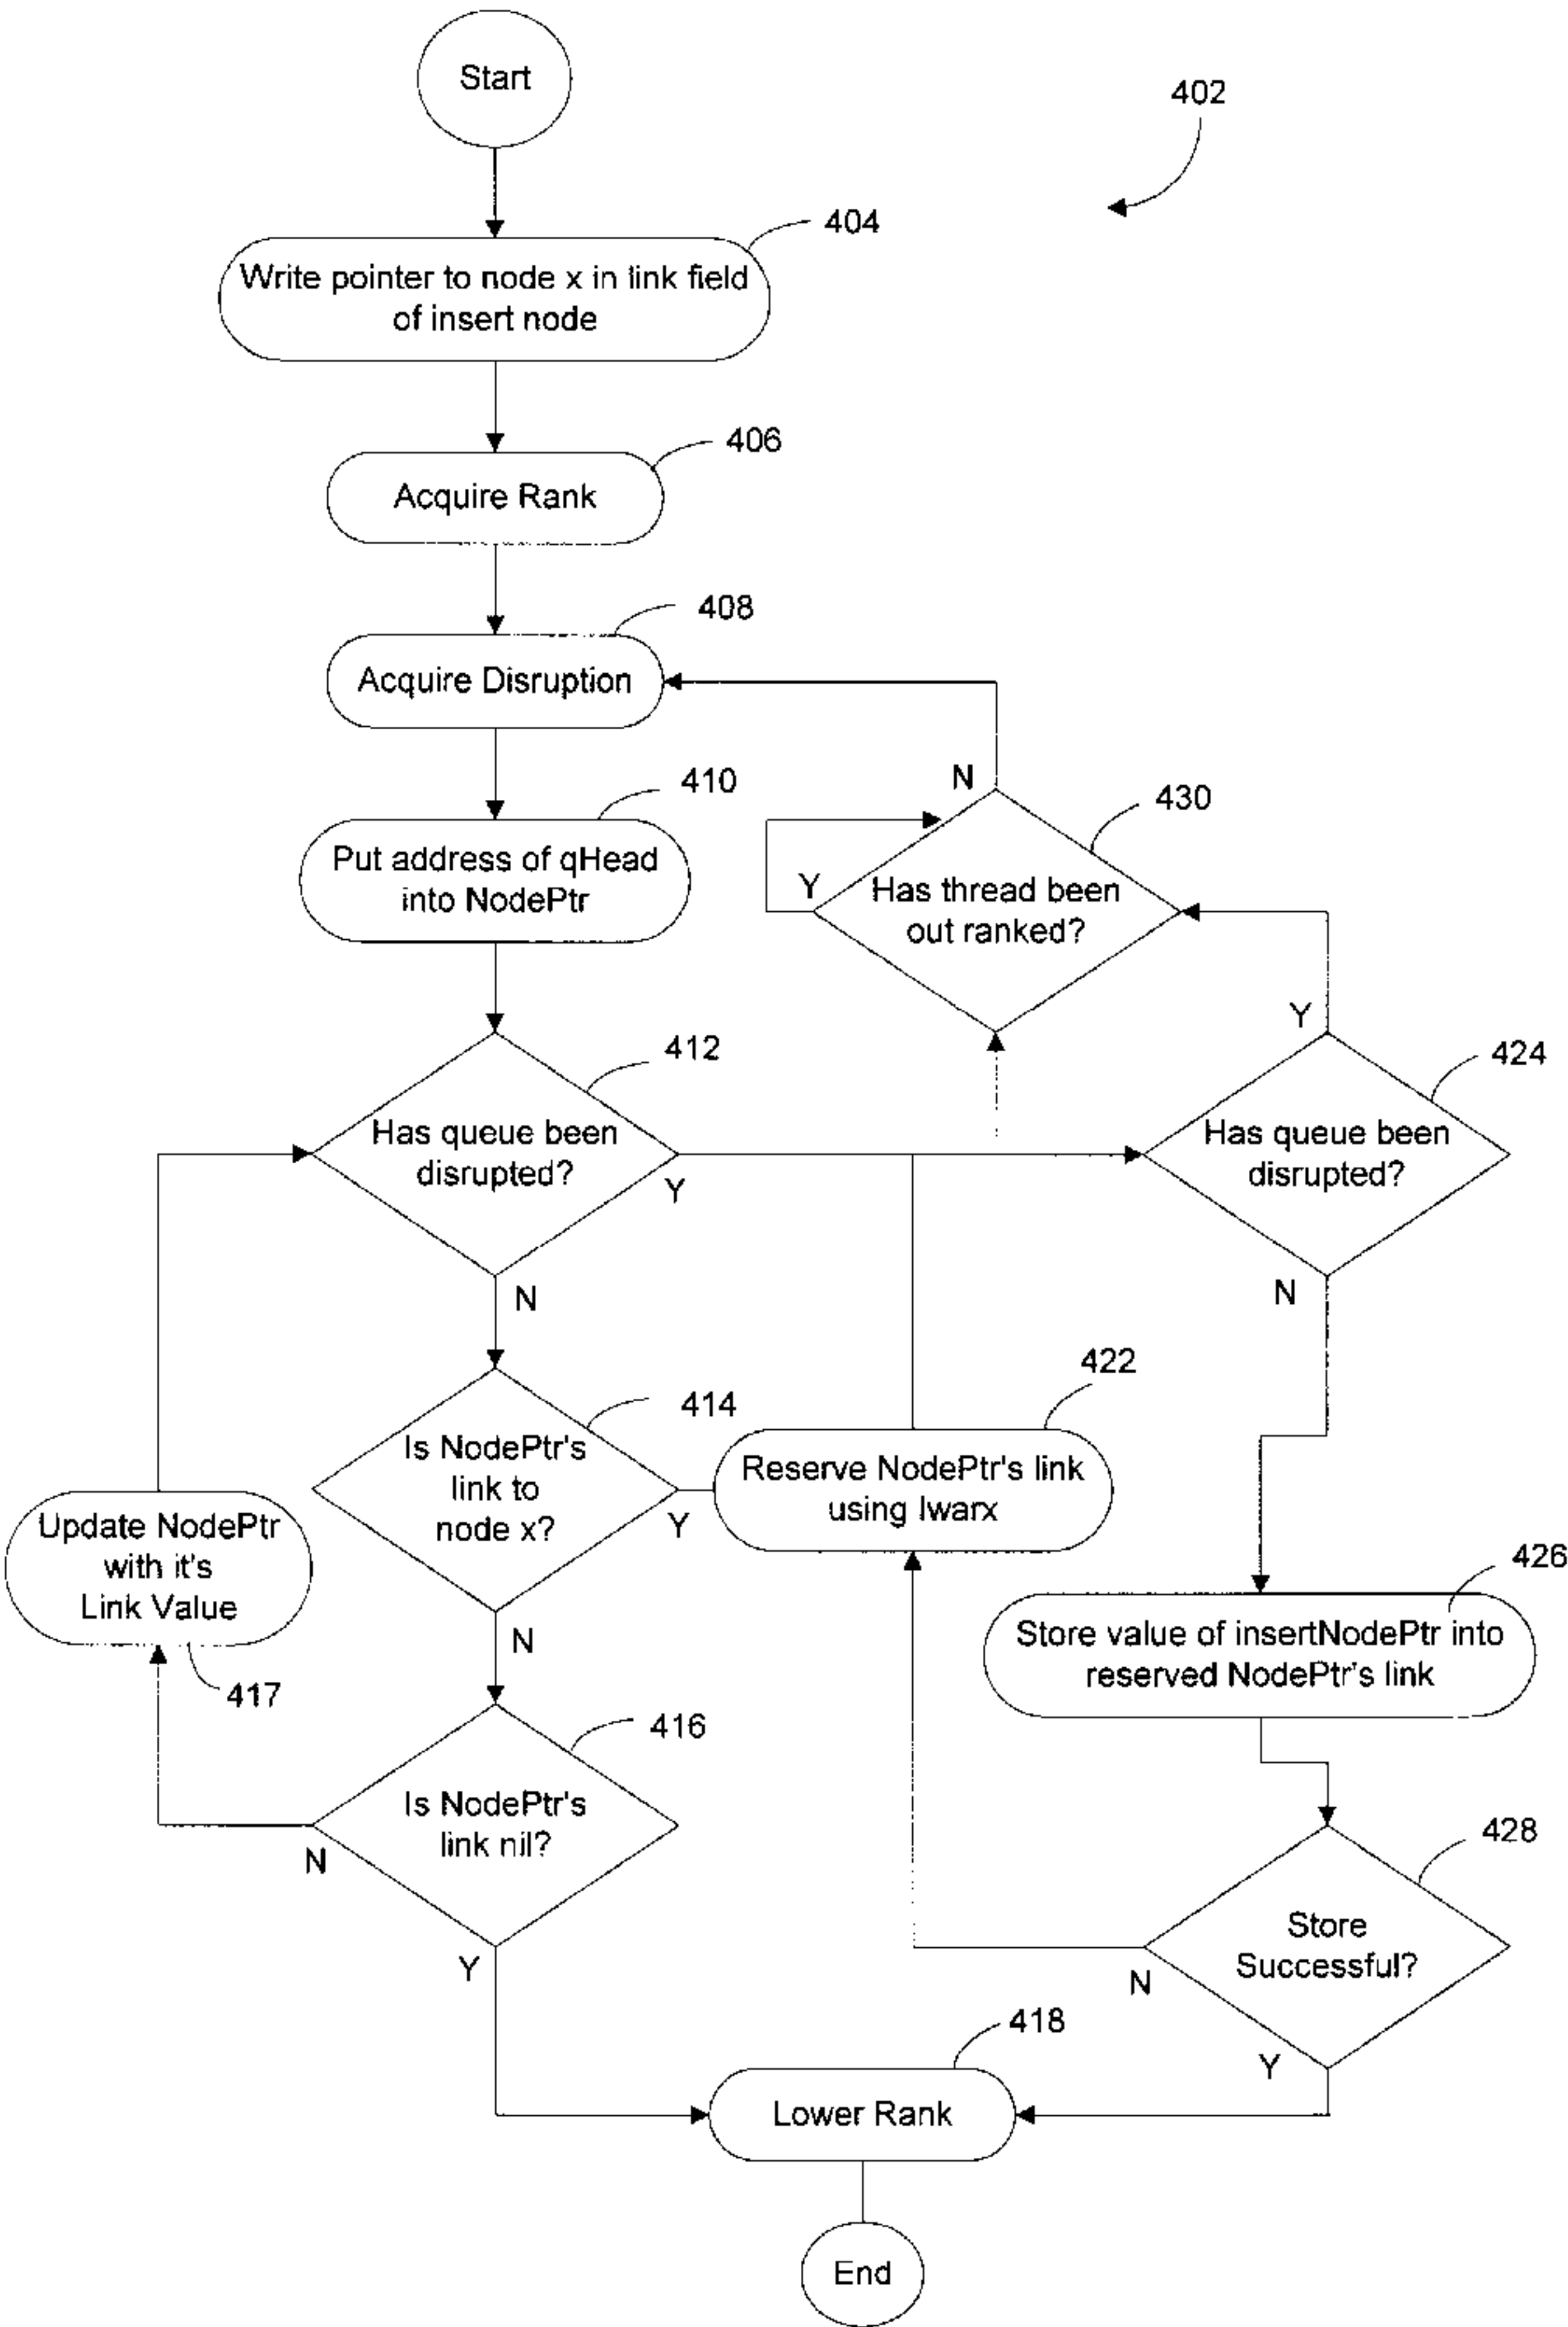 Start
402
404
Write pointer to node x in link field
of insert node
406
Acquire Rank
408
Acquire Disruption
410
Put address of qHead
into NodePtr
N
430
Y
Has thread been
out ranked?
412
Has queue been
disrupted?
Y
N
Y
424
Has queue been
disrupted?
N
414
Is NodePtr's
link to
node x?
Y
N
422
Reserve NodePtr's link
using lwarx
Update NodePtr
with it's
Link Value
417
426
Store value of insertNodePtr into
reserved NodePtr's link
416
Is NodePtr's
link nil?
N
Y
428
Store
Successful?
N
Y
418
Lower Rank
End